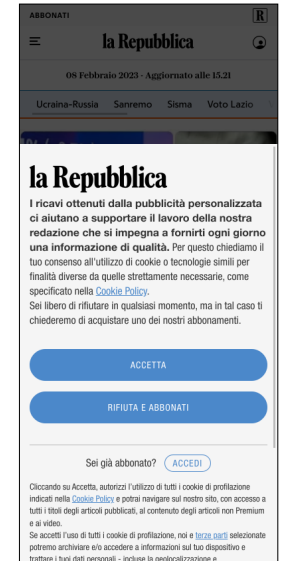 ABBONATI
R
la Repubblica
08 Febbraio 2023 - Aggiornato alle 15.21
Ucraina-Russia Sanremo Sisma Voto Lazio
la Repubblica
I ricavi ottenuti dalla pubblicità personalizzata
ci aiutano a supportare il lavoro della nostra
redazione che si impegna a fornirti ogni giorno
una informazione di qualità. Per questo chiediamo il
tuo consenso all'utilizzo di cookie o tecnologie simili per
finalità diverse da quelle strettamente necessarie, come
specificato nella Cookie Policy.
Sei libero di rifiutare in qualsiasi momento, ma in tal caso ti
chiederemo di acquistare uno dei nostri abbonamenti.
ACCETTA
RIFIUTA E ABBONATI
Sei già abbonato? ACCEDI
Cliccando su Accetta, autorizzi l'utilizzo di tutti i cookie di profilazione
indicati nella Cookie Policy e potrai navigare sul nostro sito, con accesso a
tutti i titoli degli articoli pubblicati, al contenuto degli articoli non Premium
e ai video.
Se accetti l'uso di tutti i cookie di profilazione, noi e terze parti selezionate
potremo archiviare e/o accedere a informazioni sul tuo dispositivo e
trattare i tuoi dati personali - incluse la geolocalizzazione e